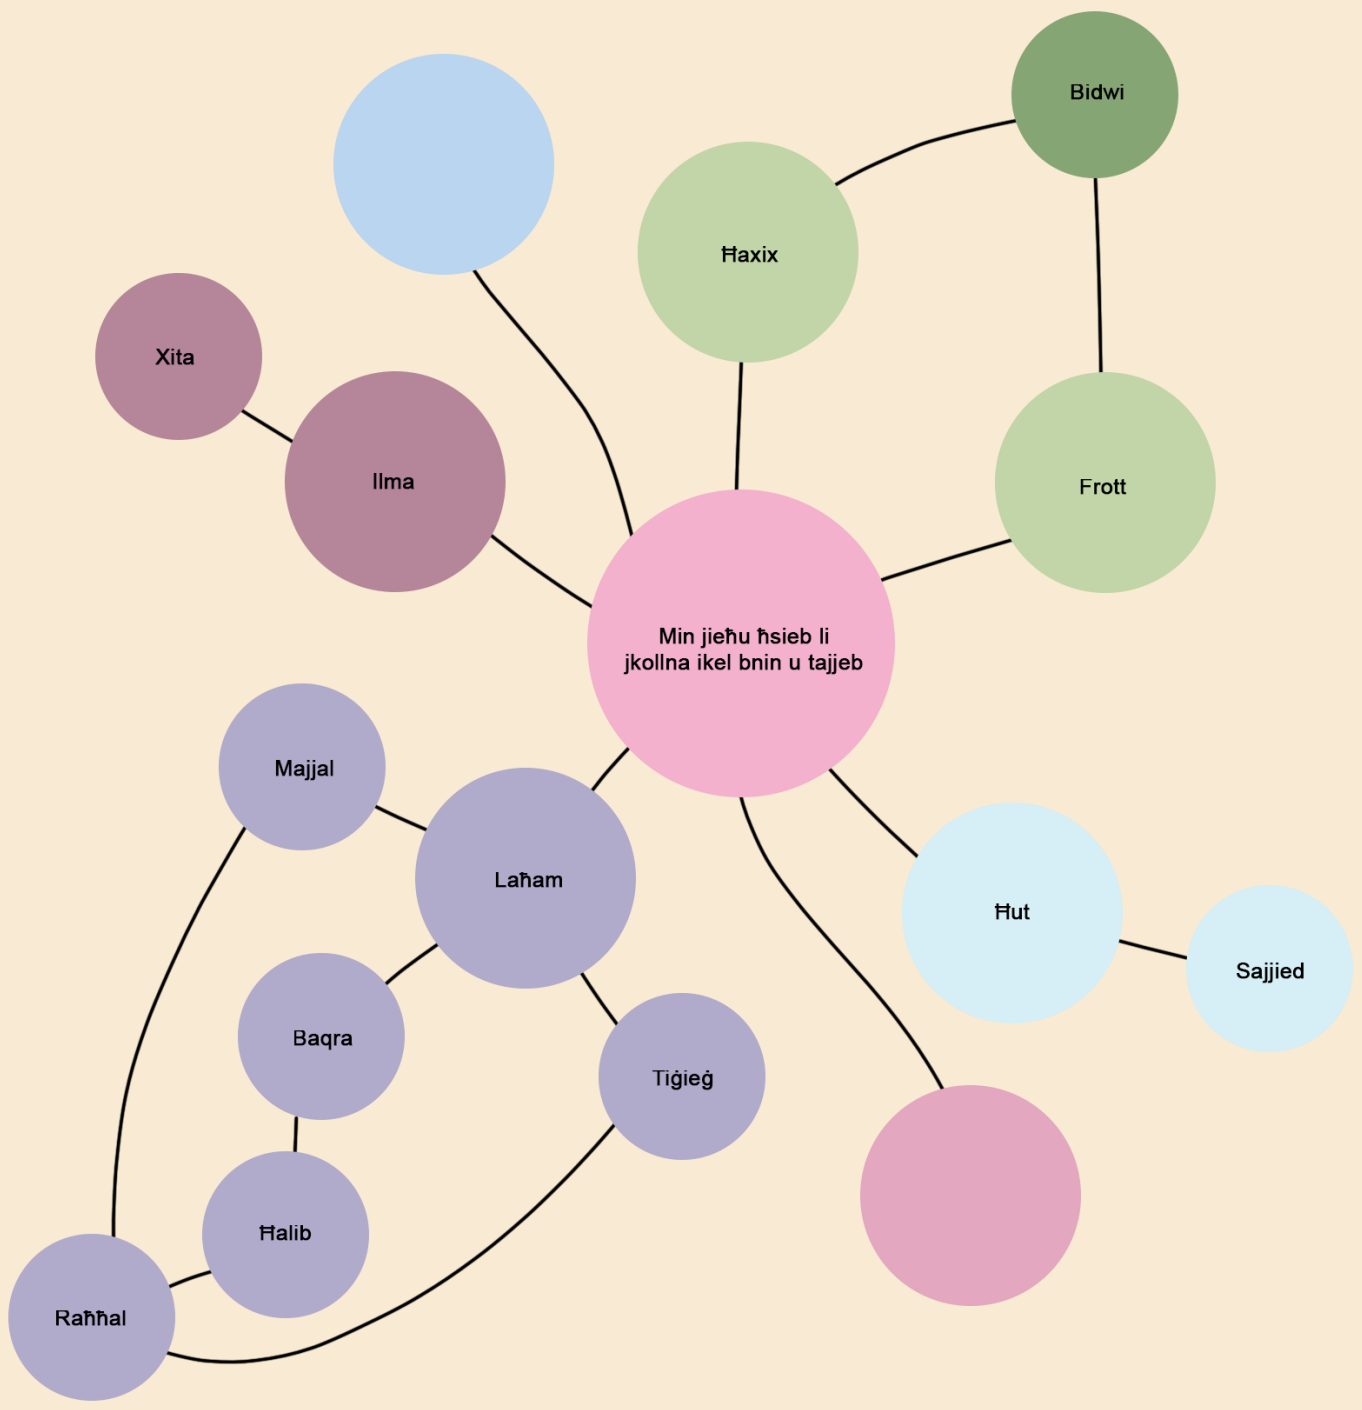 Bidwi
Ħaxix
Xita
Ilma
Frott
Min jieħu ħsieb li
jkollna ikel bnin u tajjeb
Majjal
Laħam
Ħut
Sajjied
Baqra
Tiġieġ
Ħalib
Raħħal